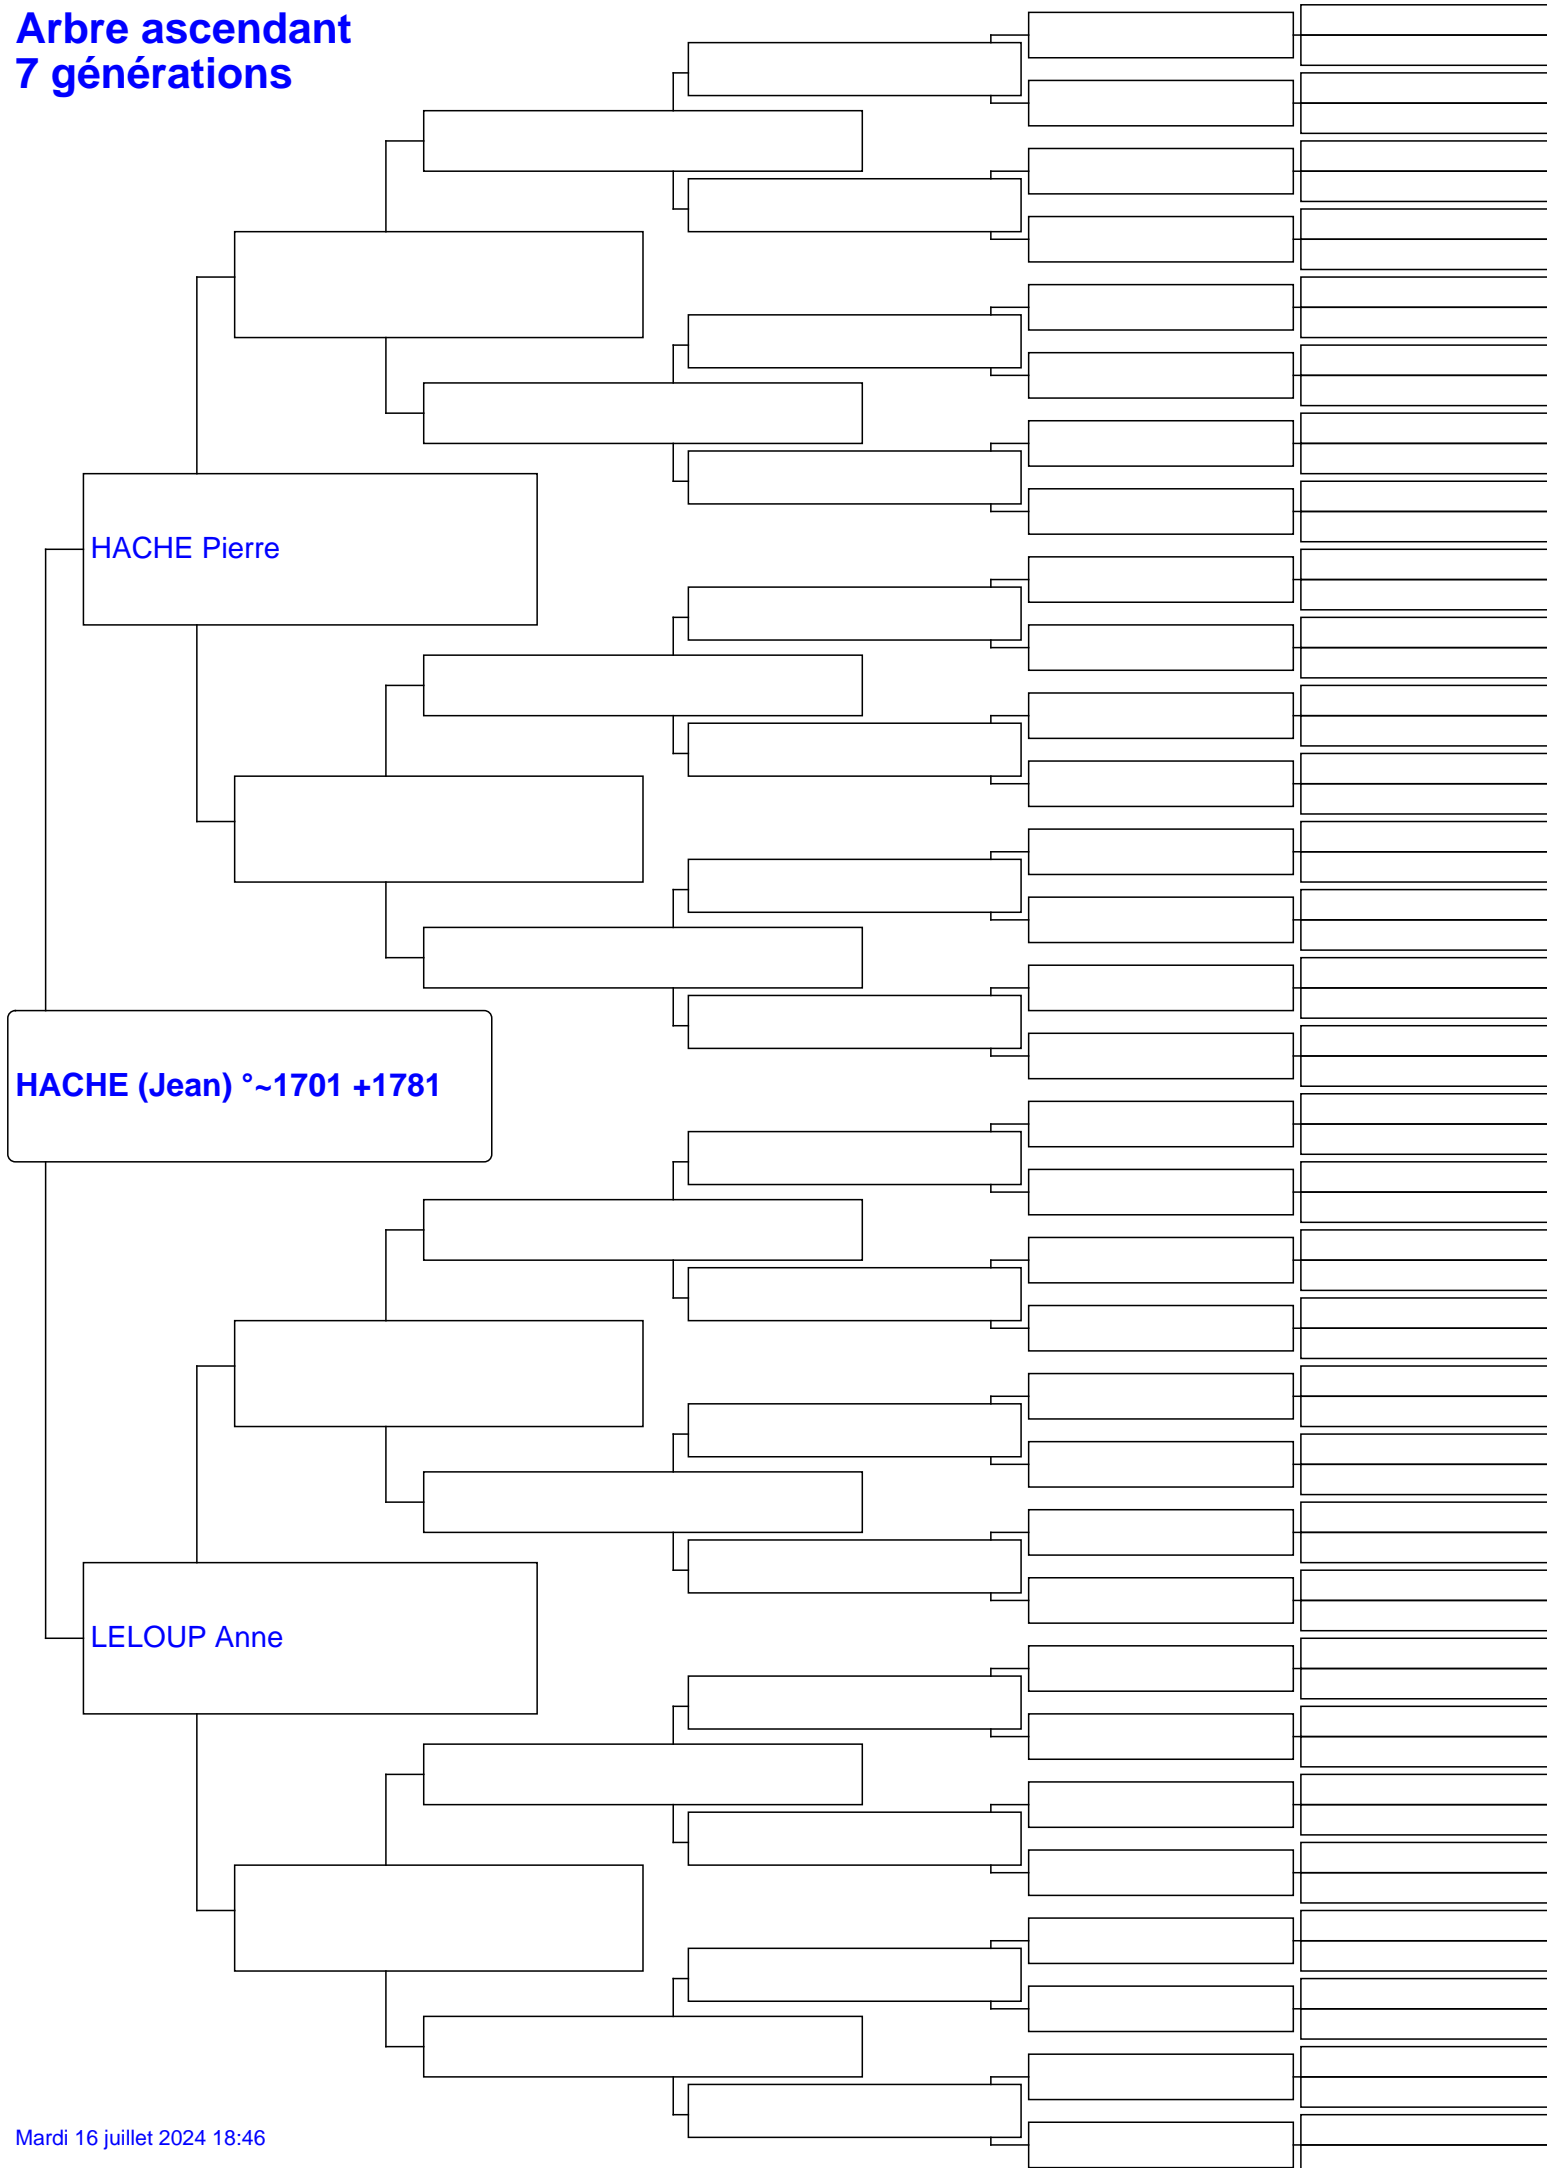 Arbre ascendant
7 générations
HACHE Pierre
HACHE (Jean) °~1701 +1781
LELOUP Anne
Mardi 16 juillet 2024 18:46